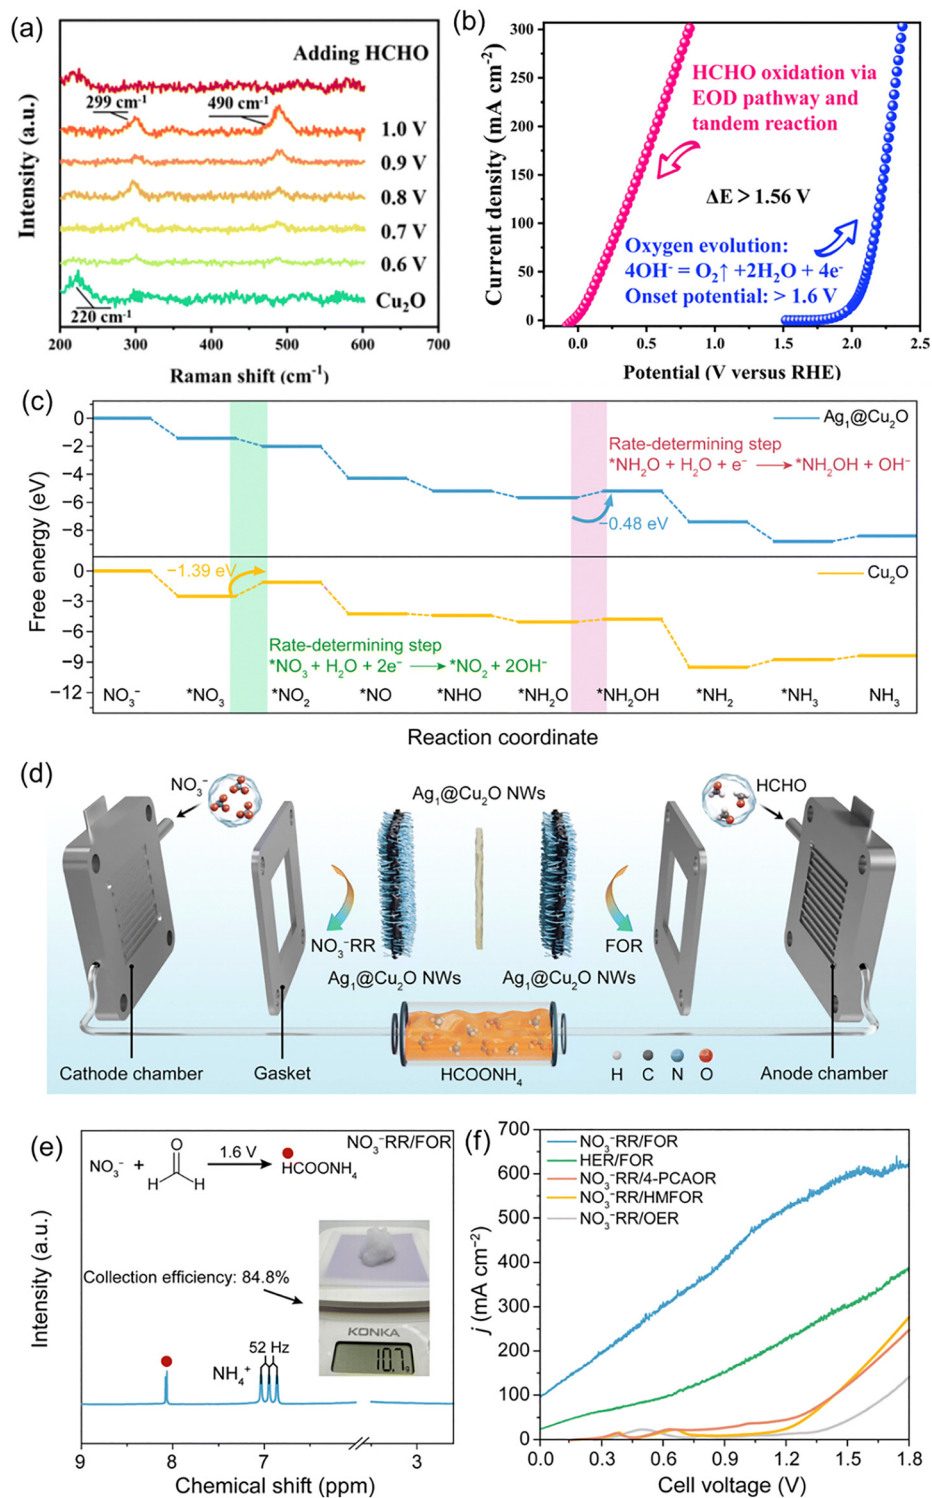 (a)
Adding HCHO
299 cm⁻¹
490 cm⁻¹
1.0 V
0.9 V
0.8 V
0.7 V
0.6 V
Cu₂O
220 cm⁻¹
Intensity (a.u.)
200 300 400 500 600 700
Raman shift (cm⁻¹)
(b)
300
250
200
150
100
50
0
Current density (mA cm⁻²)
HCHO oxidation via
EOD pathway and
tandem reaction
ΔE > 1.56 V
Oxygen evolution:
4OH⁻ = O₂↑ +2H₂O + 4e⁻
Onset potential: > 1.6 V
0.0 0.5 1.0 1.5 2.0 2.5
Potential (V versus RHE)
(c)
0
−2
−4
−6
−8
Ag₁@Cu₂O
Rate-determining step
*NH₂O + H₂O + e⁻ → *NH₂OH + OH⁻
−0.48 eV
Free energy (eV)
0
−3
−6
−9
−12
−1.39 eV
Cu₂O
Rate-determining step
*NO₃ + H₂O + 2e⁻ → *NO₂ + 2OH⁻
NO₃⁻ *NO₃ *NO₂ *NO *NHO *NH₂O *NH₂OH *NH₂ *NH₃ NH₃
Reaction coordinate
(d)
NO₃⁻
Ag₁@Cu₂O NWs
HCHO
NO₃⁻RR
FOR
Ag₁@Cu₂O NWs
Ag₁@Cu₂O NWs
Cathode chamber
Gasket
HCOONH₄
H C N O
Anode chamber
(e)
NO₃⁻RR/FOR
NO₃⁻ +
O
H H
1.6 V
HCOONH₄
Collection efficiency: 84.8%
KONKA
10.7g
NH₄⁺
52 Hz
Intensity (a.u.)
9 8 7 3
Chemical shift (ppm)
(f)
700
600
500
400
300
200
100
0
j (mA cm⁻²)
NO₃⁻RR/FOR
HER/FOR
NO₃⁻RR/4-PCAOR
NO₃⁻RR/HMFOR
NO₃⁻RR/OER
0.0 0.3 0.6 0.9 1.2 1.5 1.8
Cell voltage (V)